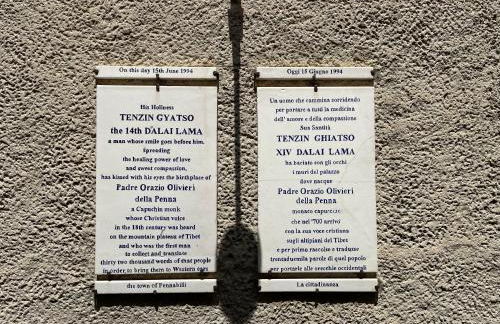 On this day 15th June 1994
His Holiness
TENZIN GYATSO
the 14th DALAI LAMA
a man whose smile goes before him.
Spreading
the healing power of love
and sweet compassion,
has kissed with his eyes the birthplace of
Padre Orazio Olivieri
della Penna
a Capuchin monk
whose Christian voice
in the 18th century was heard
on the mountain plateau of Tibet
and who was the first man
to collect and translate
thirty two thousand words of that people
in order to bring them to Western ears
the town of Pennabilli
Oggi 15 Giugno 1994
Un uomo che cammina sorridendo
per portare a tutti la medicina
dell' amore e della compassione
Sua Santità
TENZIN GHIATSO
XIV DALAI LAMA
ha baciato con gli occhi
i muri del palazzo
dove nacque
Padre Orazio Olivieri
della Penna
monaco capuccino
che nel '700 arrivò
con la sua voce cristiana
sugli altipiani del Tibet
e per primo raccolse e tradusse
trentaduemila parole di quel popolo
per portarle alle orecchie occidentali
La cittadinanza